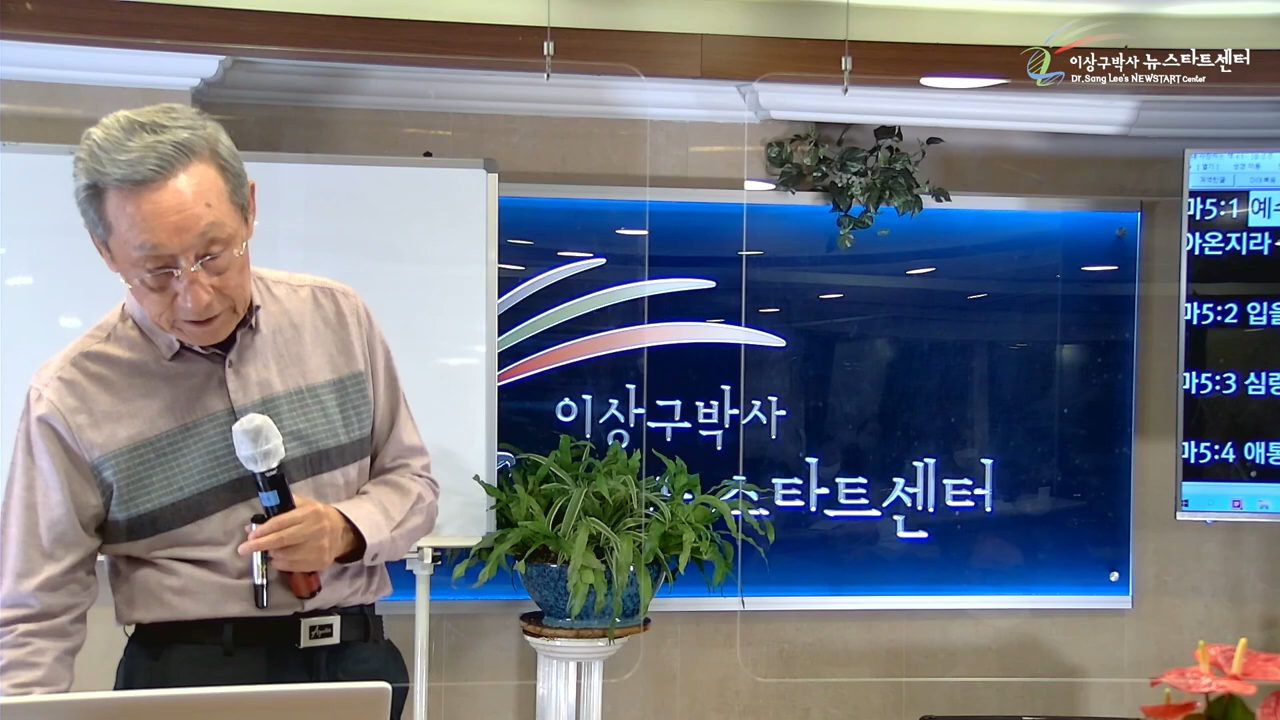 이상구박사 뉴스타트센터
Dr. Sang Lee's NEWSTART Center
마5:1 예수
아온지라
마5:2 입을
마5:3 심령
마5:4 애통
이상구박사
스타트센터